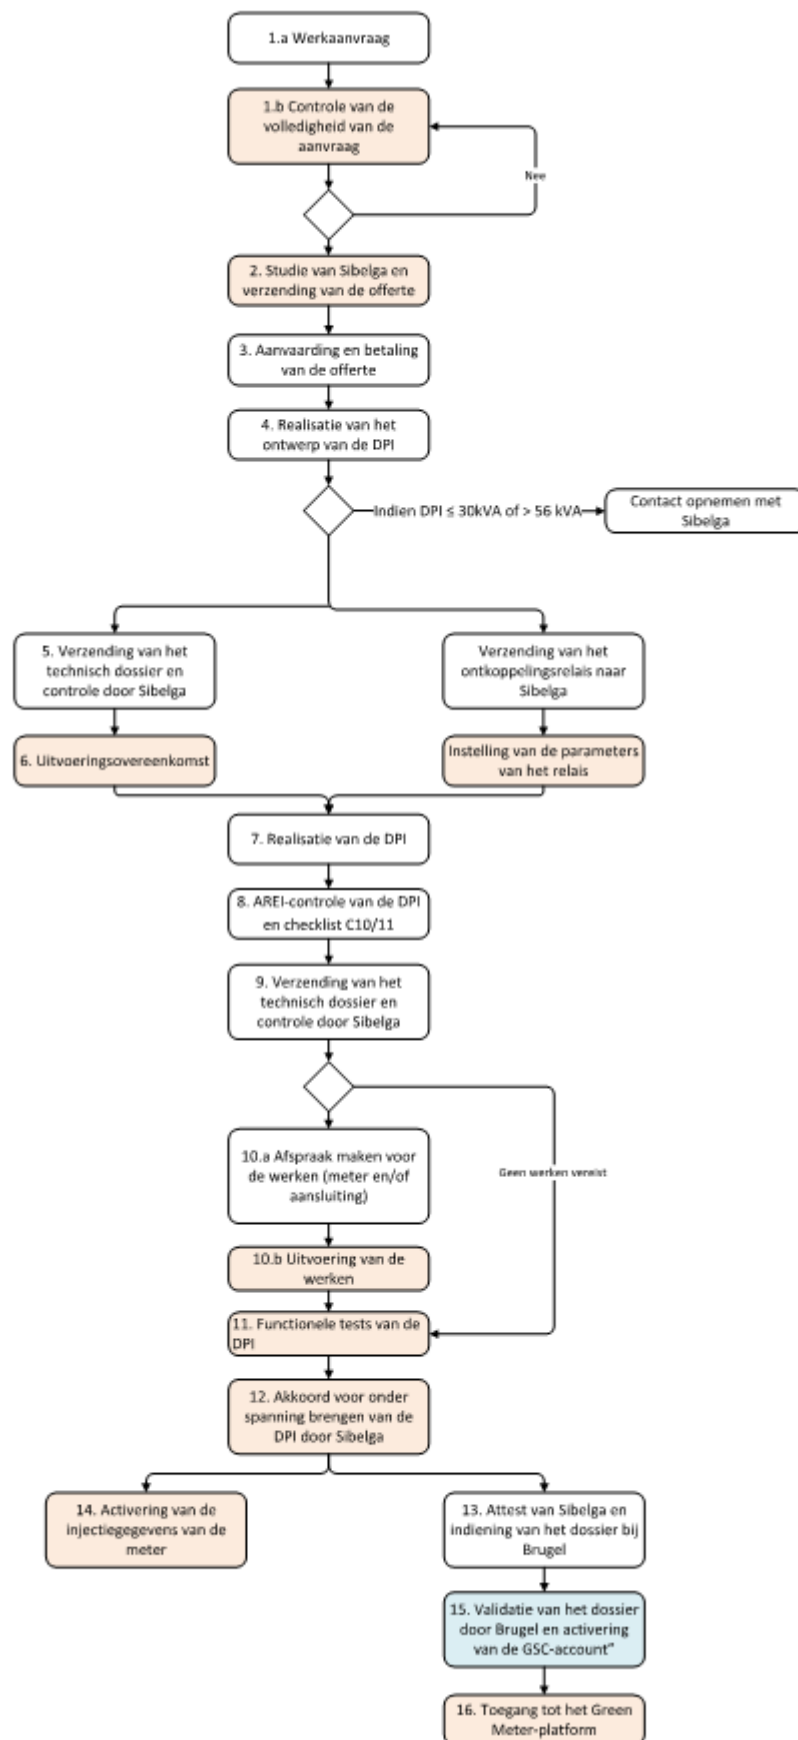 1.a Werkaanvraag
1.b Controle van de
volledigheid van de
aanvraag
Nee
2. Studie van Sibelga en
verzending van de offerte
3. Aanvaarding en betaling
van de offerte
4. Realisatie van het
ontwerp van de DPI
Indien DPI ≤ 30kVA of > 56 kVA
Contact opnemen met
Sibelga
5. Verzending van het
technisch dossier en
controle door Sibelga
Verzending van het
ontkoppelingsrelais naar
Sibelga
6. Uitvoeringsovereenkomst
Instelling van de parameters
van het relais
7. Realisatie van de DPI
8. AREI-controle van de DPI
en checklist C10/11
9. Verzending van het
technisch dossier en
controle door Sibelga
10.a Afspraak maken voor
de werken (meter en/of
aansluiting)
Geen werken vereist
10.b Uitvoering van de
werken
11. Functionele tests van de
DPI
12. Akkoord voor onder
spanning brengen van de
DPI door Sibelga
14. Activering van de
injectiegegevens van de
meter
13. Attest van Sibelga en
indiening van het dossier bij
Brugel
15. Validatie van het dossier
door Brugel en activering
van de GSC-account"
16. Toegang tot het Green
Meter-platform